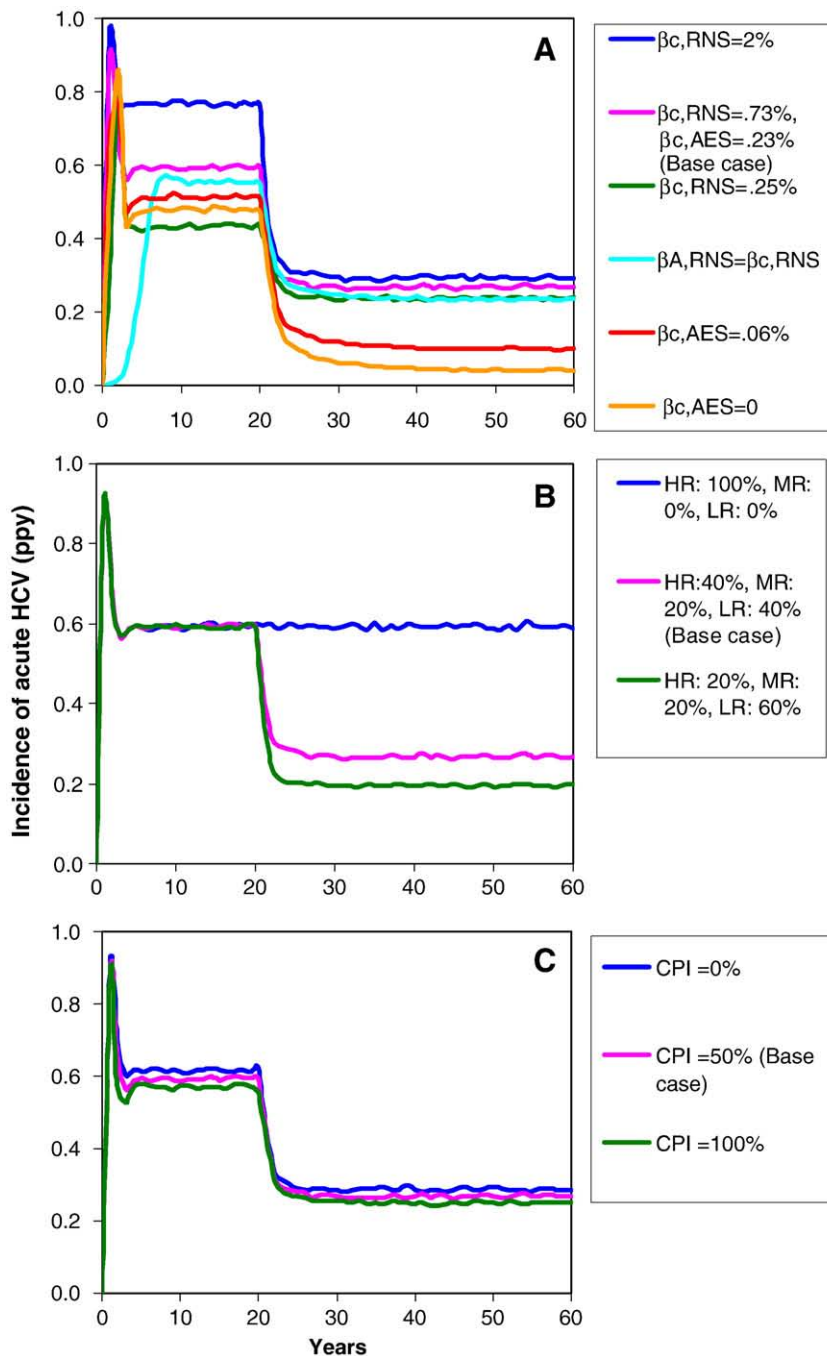 1.0
0.8
0.6
0.4
0.2
0.0
0 10 20 30 40 50 60
A
βc,RNS=2%
βc,RNS=.73%,
βc,AES=.23%
(Base case)
βc,RNS=.25%
βA,RNS=βc,RNS
βc,AES=.06%
βc,AES=0
Incidence of acute HCV (ppy)
1.0
0.8
0.6
0.4
0.2
0.0
0 10 20 30 40 50 60
B
HR: 100%, MR:
0%, LR: 0%
HR:40%, MR:
20%, LR: 40%
(Base case)
HR: 20%, MR:
20%, LR: 60%
1.0
0.8
0.6
0.4
0.2
0.0
0 10 20 30 40 50 60
C
Years
CPI =0%
CPI =50% (Base
case)
CPI =100%